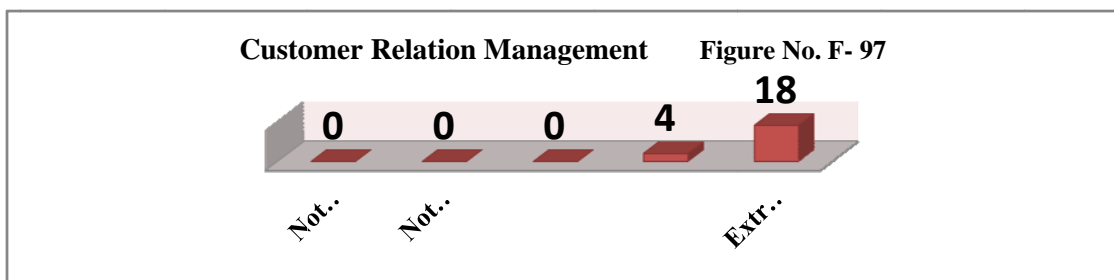 Customer Relation Management Figure No. F- 97
0 0 0 4 18
Not.. Not.. Extr..